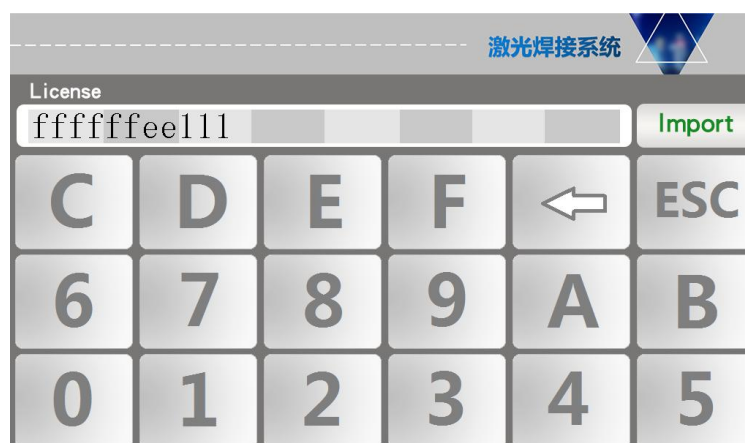 激光焊接系统
License
ffffffee111 Import
C D E F ESC
6 7 8 9 A B
0 1 2 3 4 5